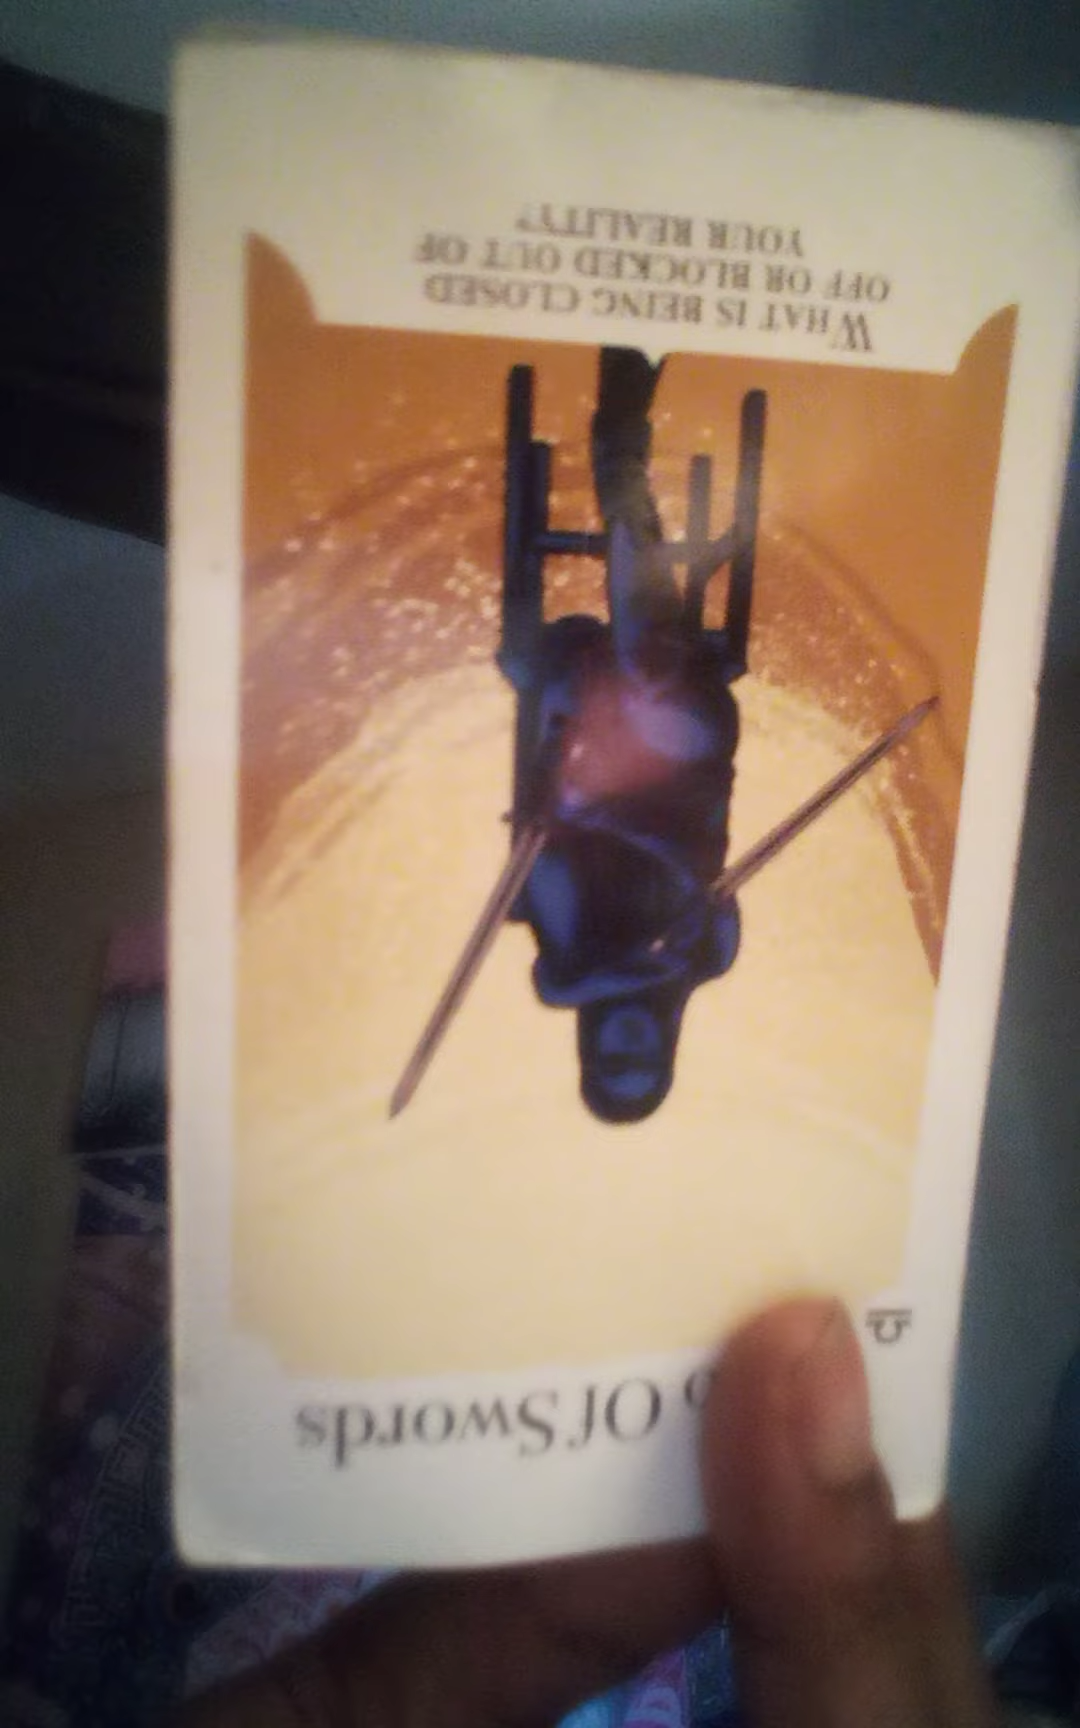 Of Swords
♎
WHAT IS BEING CLOSED
OFF OR BLOCKED OUT OF
YOUR REALITY?